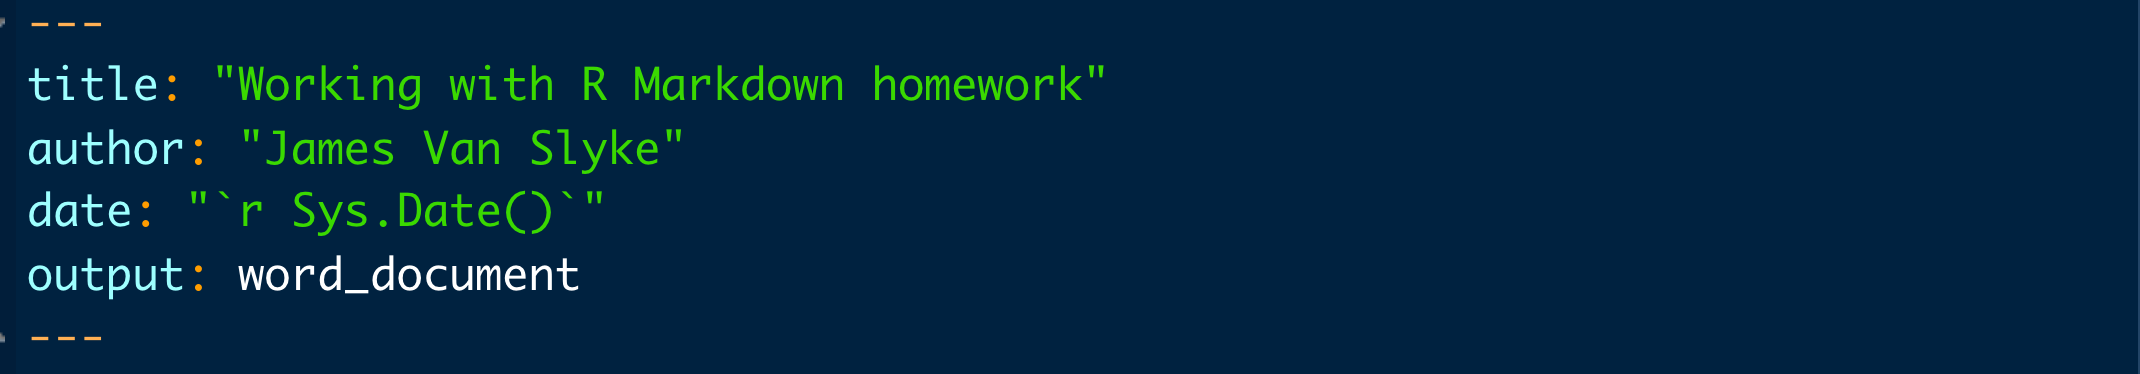 ---
title: "Working with R Markdown homework"
author: "James Van Slyke"
date: "`r Sys.Date()`"
output: word_document
---